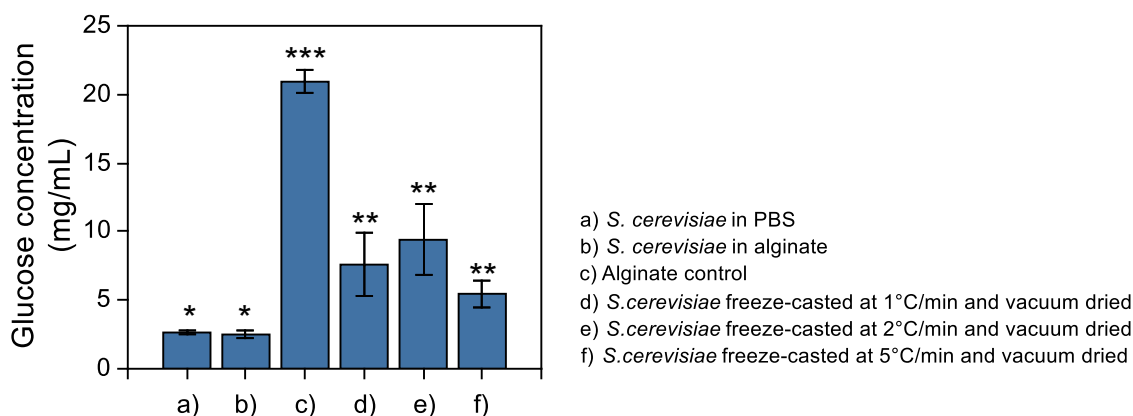 Glucose concentration
(mg/mL)
25
20
15
10
5
0
***
**
**
**
*
*
a) b) c) d) e) f)
a) S. cerevisiae in PBS
b) S. cerevisiae in alginate
c) Alginate control
d) S.cerevisiae freeze-casted at 1°C/min and vacuum dried
e) S.cerevisiae freeze-casted at 2°C/min and vacuum dried
f) S.cerevisiae freeze-casted at 5°C/min and vacuum dried